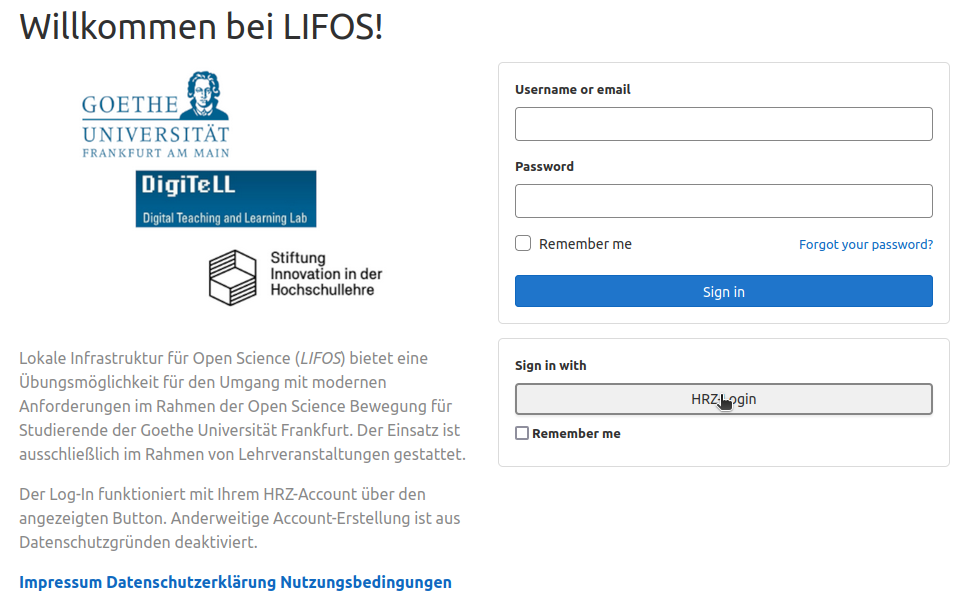 Willkommen bei LIFOS!
GOETHE
UNIVERSITÄT
FRANKFURT AM MAIN
DigiTeLL
Digital Teaching and Learning Lab
Stiftung
Innovation in der
Hochschullehre
Lokale Infrastruktur für Open Science (LIFOS) bietet eine
Übungsmöglichkeit für den Umgang mit modernen
Anforderungen im Rahmen der Open Science Bewegung für
Studierende der Goethe Universität Frankfurt. Der Einsatz ist
ausschließlich im Rahmen von Lehrveranstaltungen gestattet.
Der Log-In funktioniert mit Ihrem HRZ-Account über den
angezeigten Button. Anderweitige Account-Erstellung ist aus
Datenschutzgründen deaktiviert.
Impressum Datenschutzerklärung Nutzungsbedingungen
Username or email
Password
Remember me
Forgot your password?
Sign in
Sign in with
HRZ-Login
Remember me